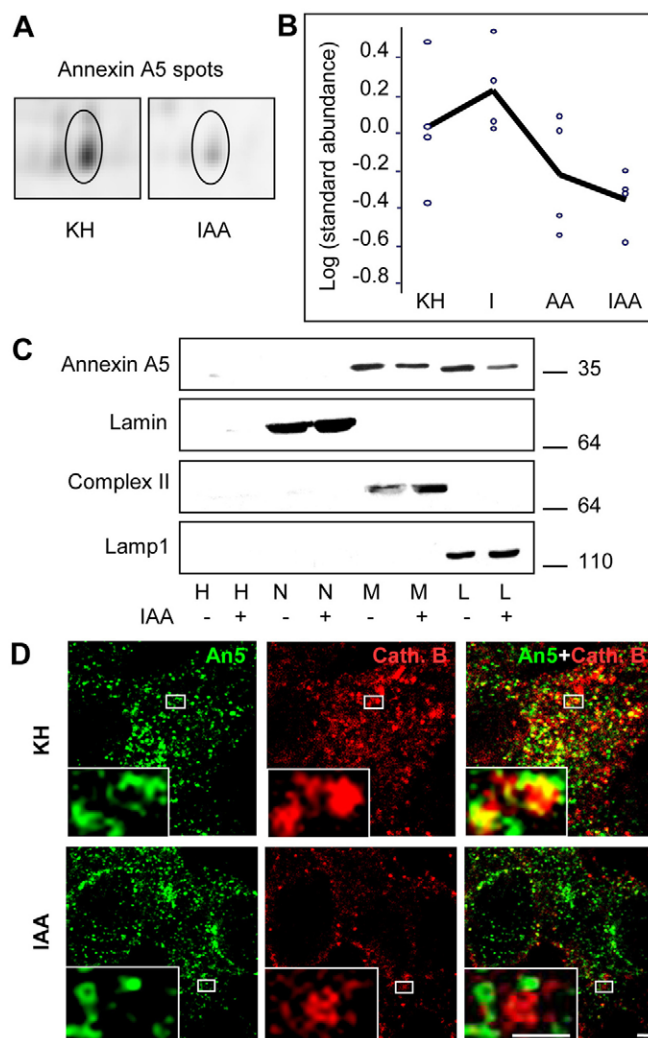 A
Annexin A5 spots
KH IAA
B
Log (standard abundance)
0.4
0.2
0.0
-0.2
-0.4
-0.6
-0.8
KH I AA IAA
C
Annexin A5 35
Lamin 64
Complex II 64
Lamp1 110
H H N N M M L L
IAA - + - + - + - +
D
An5 Cath. B An5+Cath. B
KH
IAA